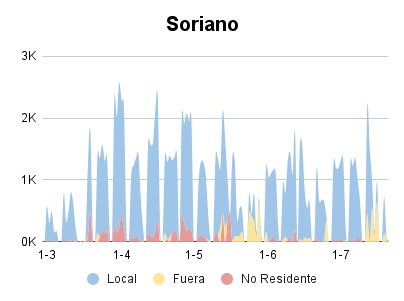 Soriano
3K
2K
1K
0K
1-3 1-4 1-5 1-6 1-7
Local Fuera No Residente